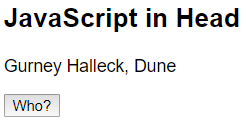 JavaScript in Head
Gurney Halleck, Dune
Who?